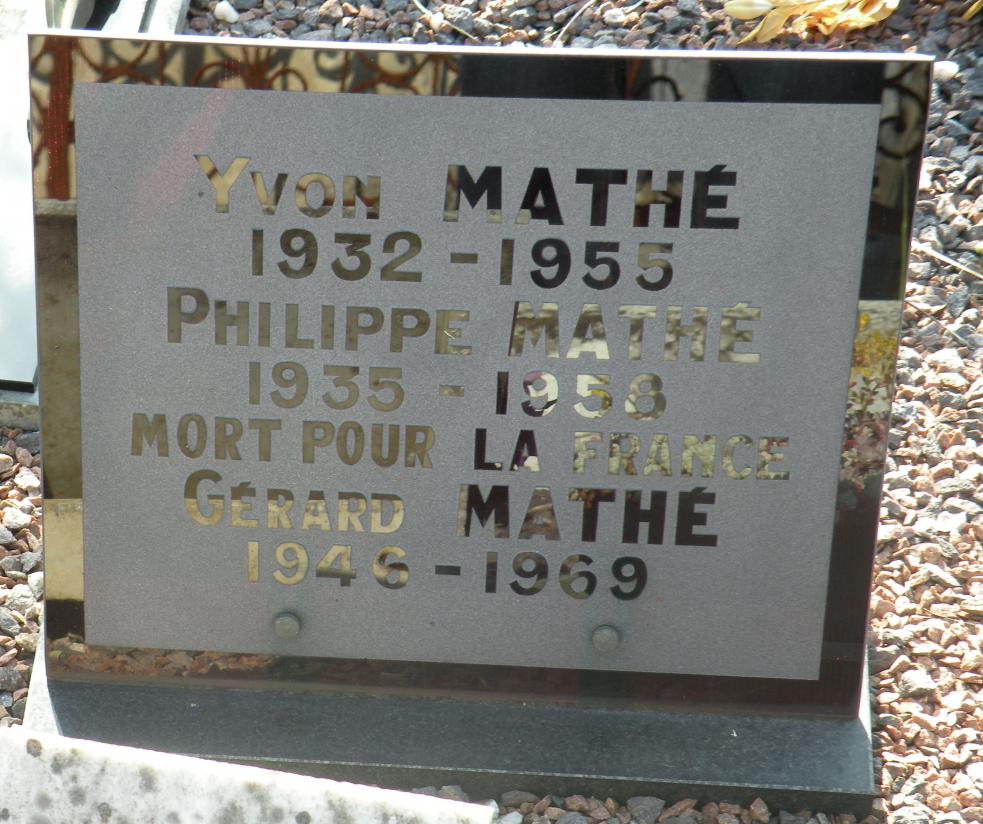 YVON MATHÉ
1932 - 1955
PHILIPPE MATHÉ
1935 - 1958
MORT POUR LA FRANCE
GÉRARD MATHÉ
1946 - 1969